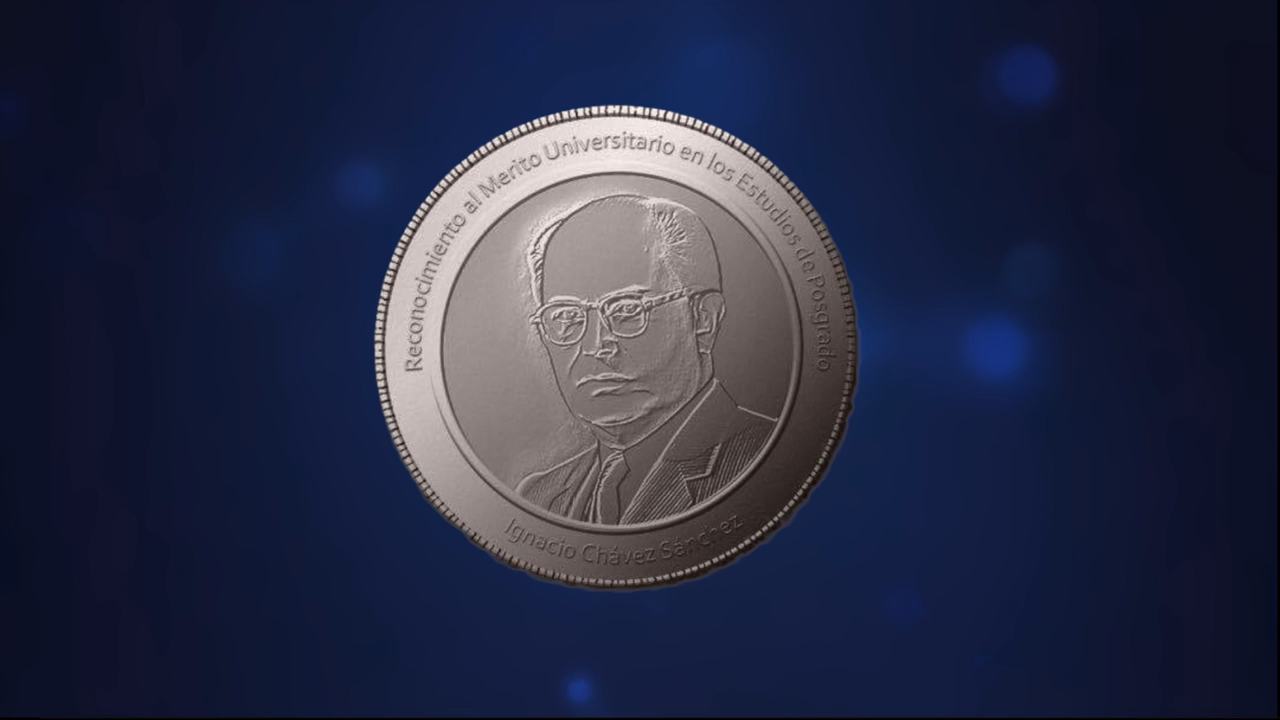 Reconocimiento al Merito Universitario en los Estudios de Posgrado
Ignacio Chávez Sánchez